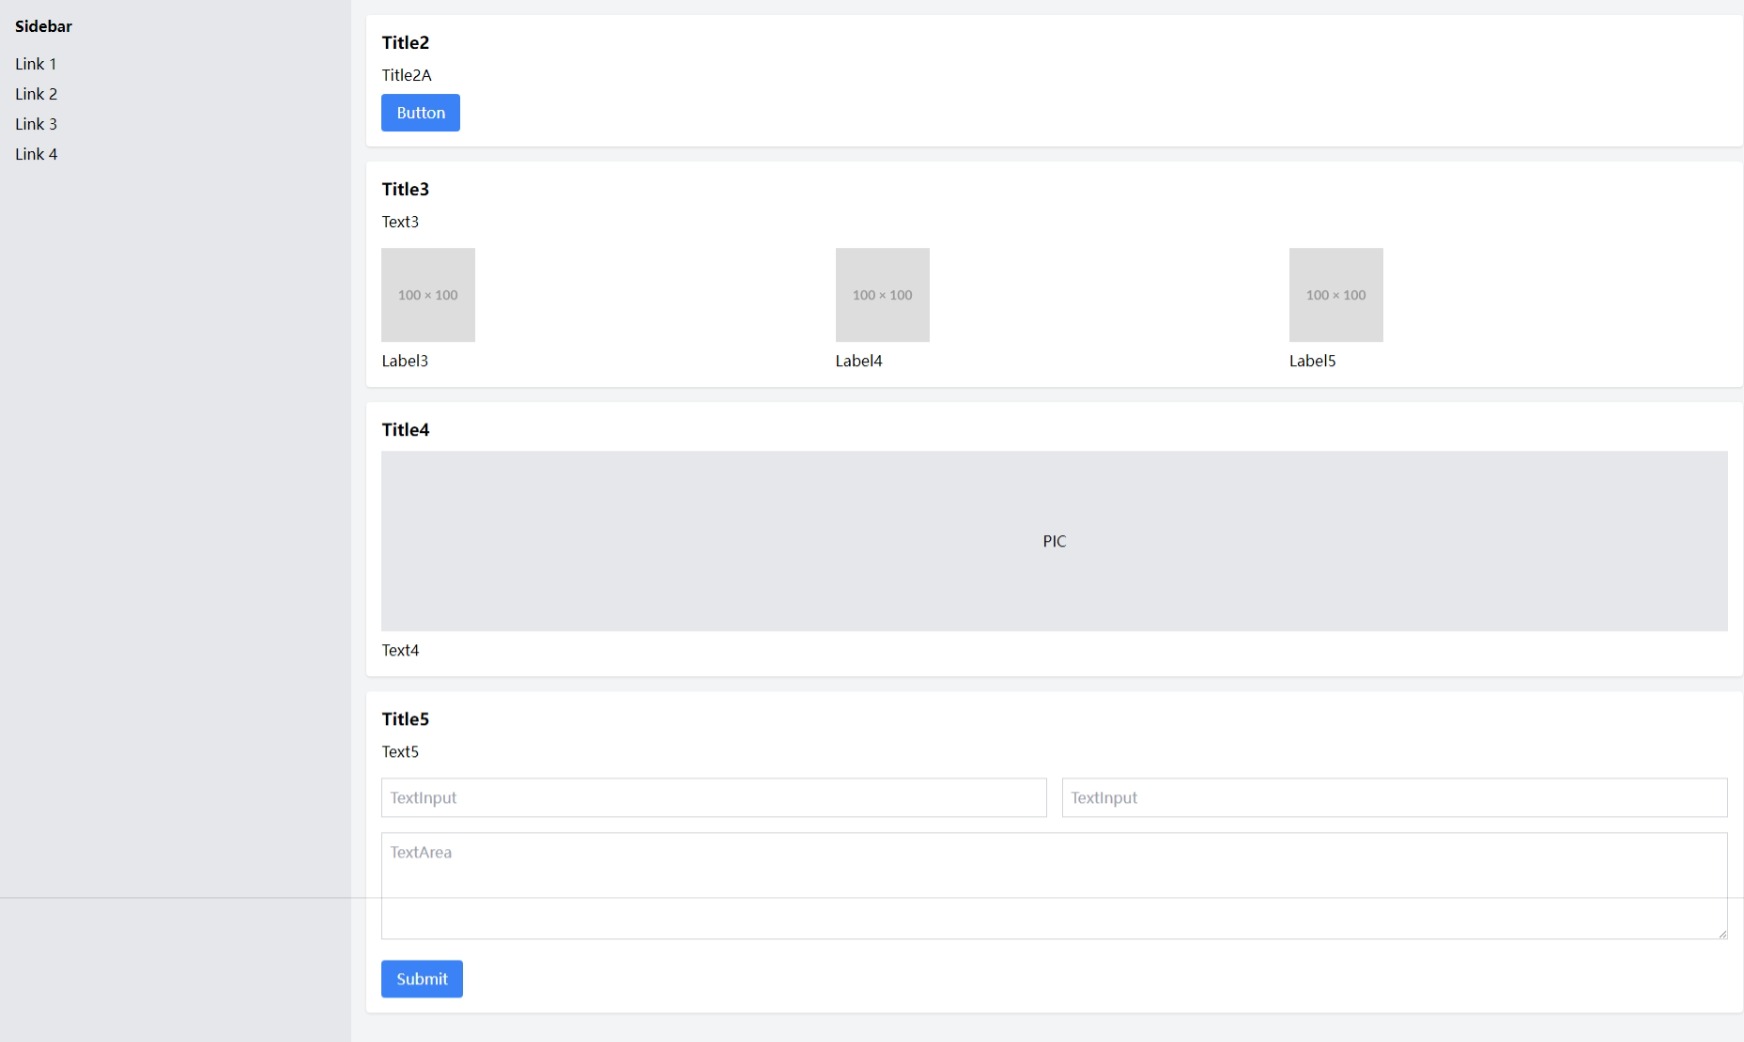 Sidebar
Link 1
Link 2
Link 3
Link 4
Title2
Title2A
Button
Title3
Text3
100 × 100
100 × 100
100 × 100
Label3
Label4
Label5
Title4
PIC
Text4
Title5
Text5
TextInput
TextInput
TextArea
Submit